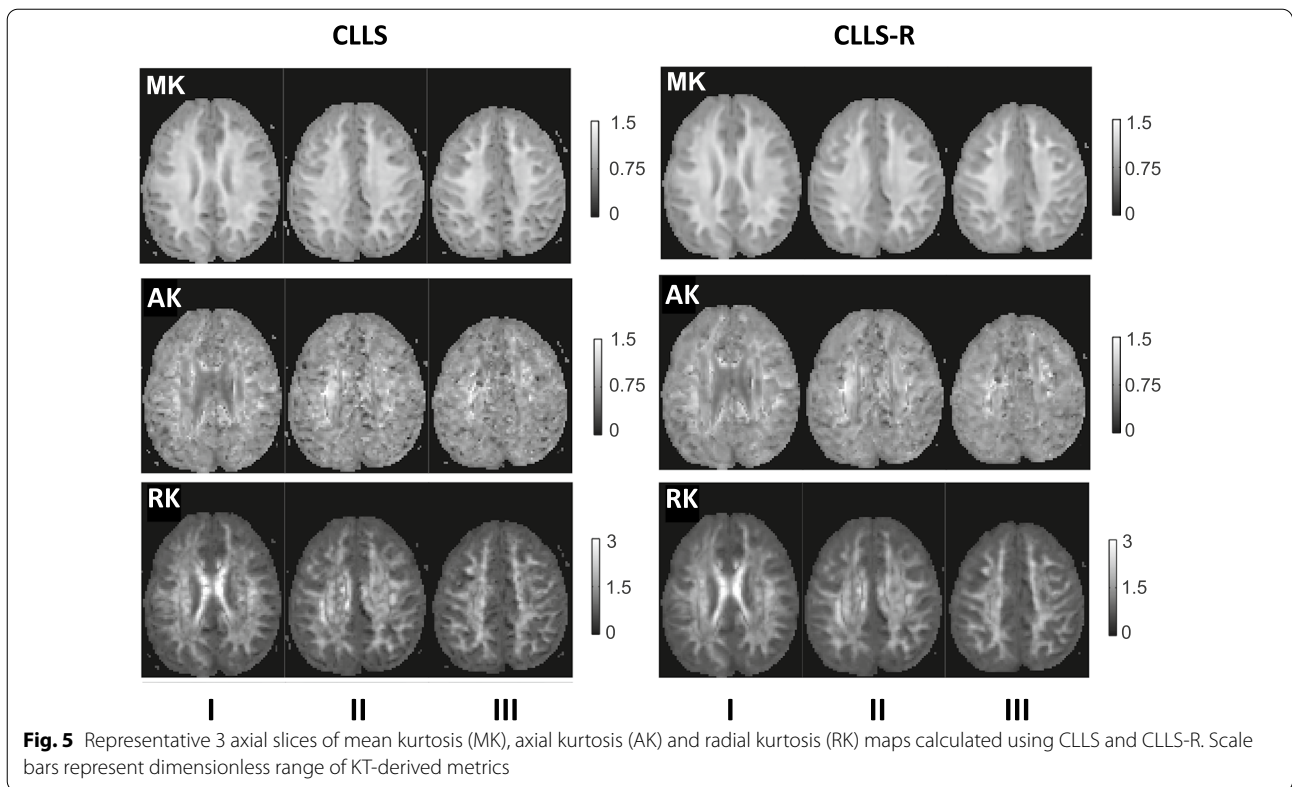 CLLS CLLS-R
MK MK
1.5 1.5
0.75 0.75
0 0
AK AK
1.5 1.5
0.75 0.75
0 0
RK RK
3 3
1.5 1.5
0 0
I II III I II III
Fig. 5 Representative 3 axial slices of mean kurtosis (MK), axial kurtosis (AK) and radial kurtosis (RK) maps calculated using CLLS and CLLS-R. Scale
bars represent dimensionless range of KT-derived metrics